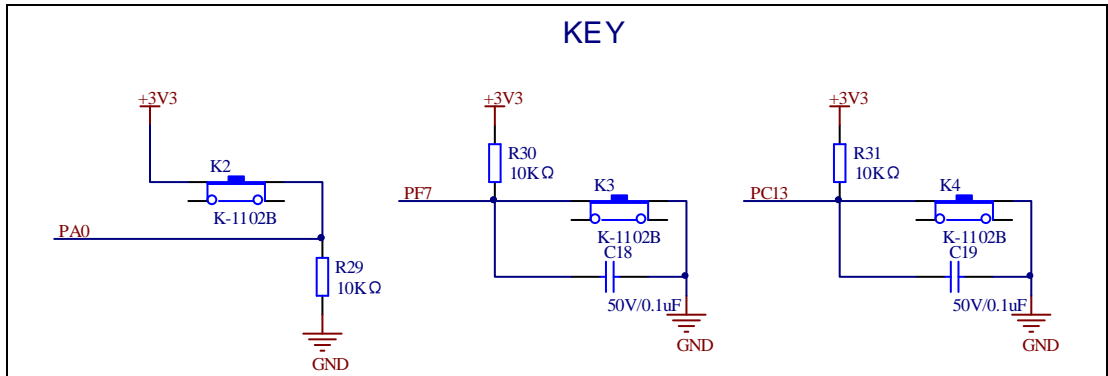 KEY
+3V3
K2
K-1102B
PA0
R29
10KΩ
GND
+3V3
R30
10KΩ
PF7
K3
K-1102B
C18
50V/0.1uF
GND
+3V3
R31
10KΩ
PC13
K4
K-1102B
C19
50V/0.1uF
GND